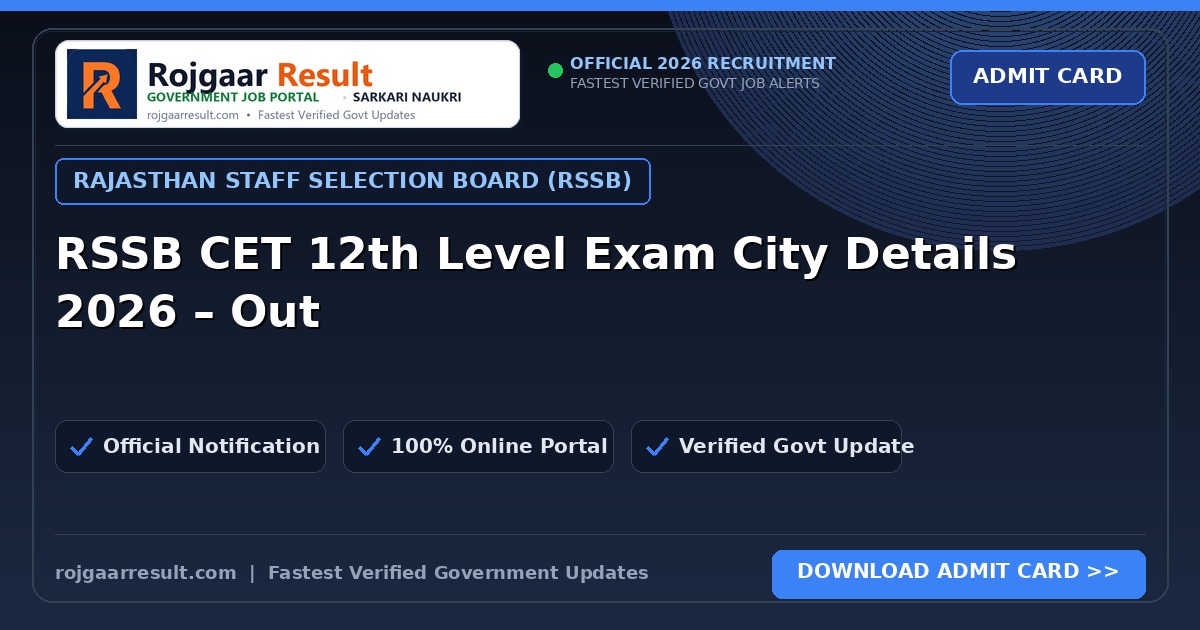 Rojgaar Result
GOVERNMENT JOB PORTAL • SARKARI NAUKRI
rojgaarresult.com • Fastest Verified Govt Updates
OFFICIAL 2026 RECRUITMENT
FASTEST VERIFIED GOVT JOB ALERTS
ADMIT CARD
RAJASTHAN STAFF SELECTION BOARD (RSSB)
RSSB CET 12th Level Exam City Details
2026 – Out
Official Notification
100% Online Portal
Verified Govt Update
rojgaarresult.com | Fastest Verified Government Updates
DOWNLOAD ADMIT CARD >>